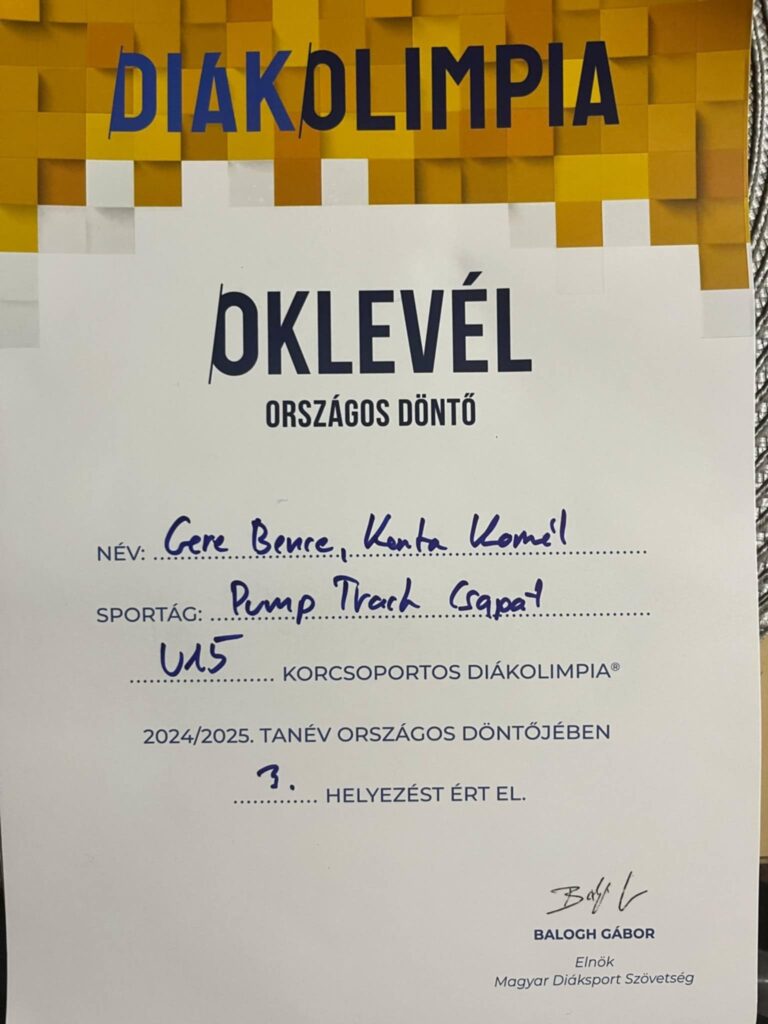 DIÁKOLIMPIA
OKLEVÉL
ORSZÁGOS DÖNTŐ
NÉV: Gere Bence, Konta Kornél
SPORTÁG: Pump Track Csapat
U15 KORCSOPORTOS DIÁKOLIMPIA®
2024/2025. TANÉV ORSZÁGOS DÖNTŐJÉBEN
3. HELYEZÉST ÉRT EL.
BALOGH GÁBOR
Elnök
Magyar Diáksport Szövetség